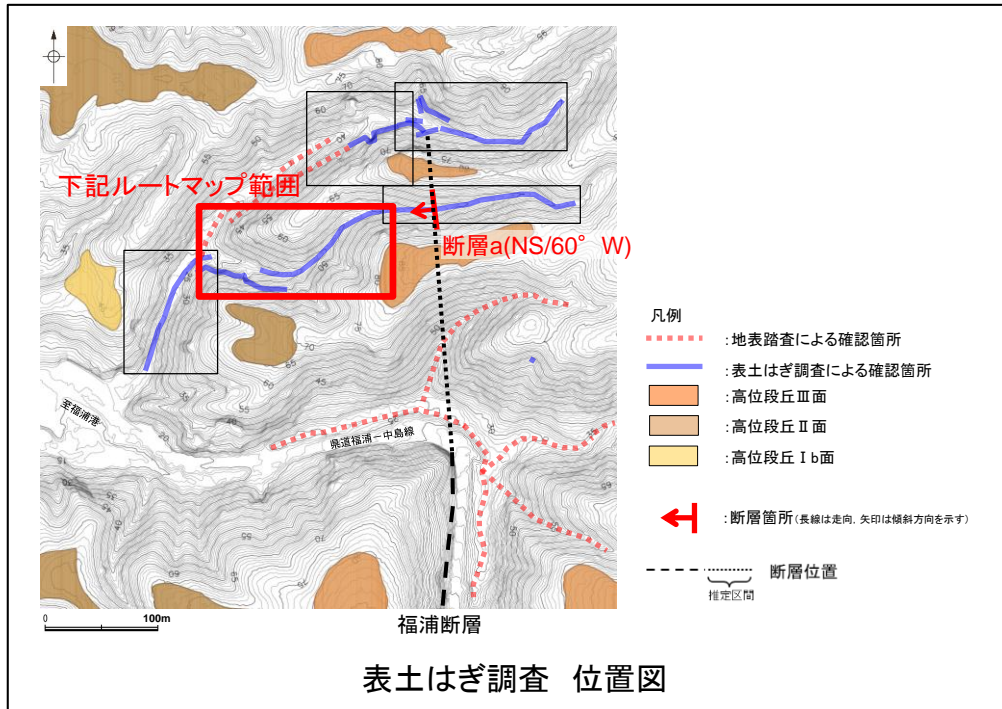 下記ルートマップ範囲
断層a(NS/60°W)
至福浦港
県道福浦－中島線
0 100m
福浦断層
凡例
:地表踏査による確認箇所
:表土はぎ調査による確認箇所
:高位段丘Ⅲ面
:高位段丘Ⅱ面
:高位段丘Ⅰb面
:断層箇所(長線は走向，矢印は傾斜方向を示す)
断層位置
推定区間
表土はぎ調査　位置図